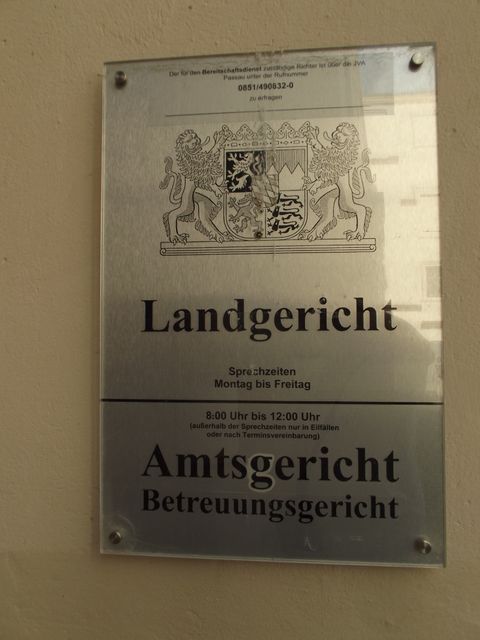 Der für den Bereitschaftsdienst zuständige Richter ist über die JVA
Passau unter der Rufnummer
0851/490832-0
zu erfragen
Landgericht
Sprechzeiten
Montag bis Freitag
8:00 Uhr bis 12:00 Uhr
(außerhalb der Sprechzeiten nur in Eilfällen
oder nach Terminsvereinbarung)
Amtsgericht
Betreuungsgericht